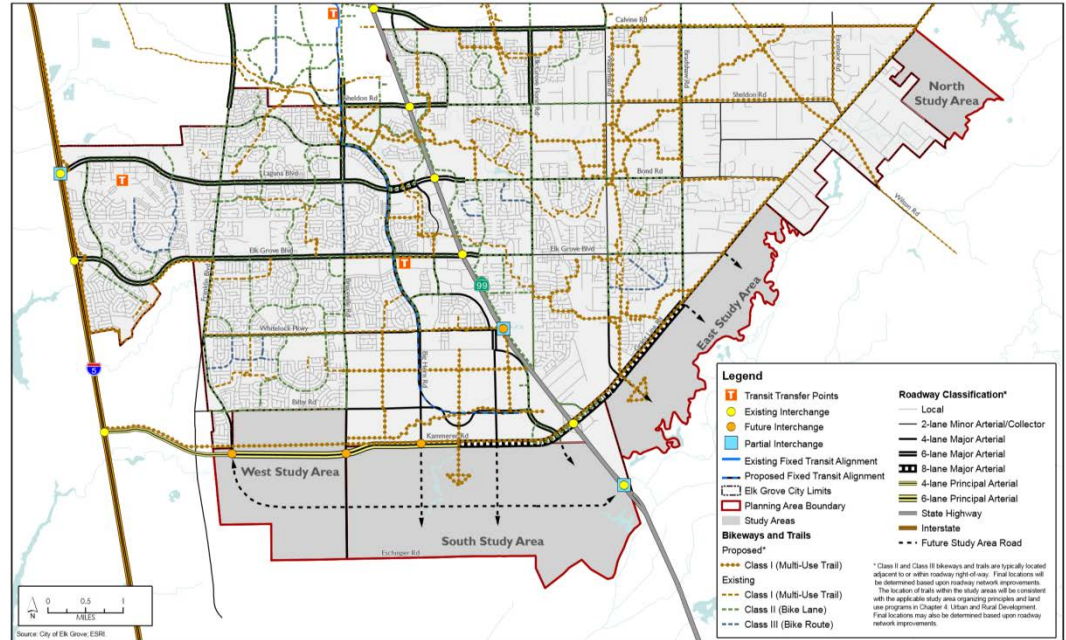 Calvine Rd
Excelsior Rd
Bradshaw Rd
North
Study Area
Sheldon Rd
Sheldon Rd
Laguna Blvd
Bond Rd
Wilton Rd
Elk Grove Blvd
Elk Grove Blvd
99
East Study Area
Whitelock Pkwy
Big Horn Blvd
5
Bilby Rd
Kammerer Rd
West Study Area
South Study Area
Eschinger Rd
T
T
T
Legend
T Transit Transfer Points
Existing Interchange
Future Interchange
Partial Interchange
Existing Fixed Transit Alignment
Proposed Fixed Transit Alignment
Elk Grove City Limits
Planning Area Boundary
Study Areas
Bikeways and Trails
Proposed*
Class I (Multi-Use Trail)
Existing
Class I (Multi-Use Trail)
Class II (Bike Lane)
Class III (Bike Route)
Roadway Classification*
Local
2-lane Minor Arterial/Collector
4-lane Major Arterial
6-lane Major Arterial
8-lane Major Arterial
4-lane Principal Arterial
6-lane Principal Arterial
State Highway
Interstate
Future Study Area Road
* Class II and Class III bikeways and trails are typically located
adjacent to or within roadway right-of-way. Final locations will
be determined based upon roadway network improvements.
The location of trails within the study areas will be consistent
with the applicable study area organizing principles and land
use programs in Chapter 4: Urban and Rural Development.
Final locations may also be determined based upon roadway
network improvements.
N
0 0.5 1
MILES
Source: City of Elk Grove; ESRI.